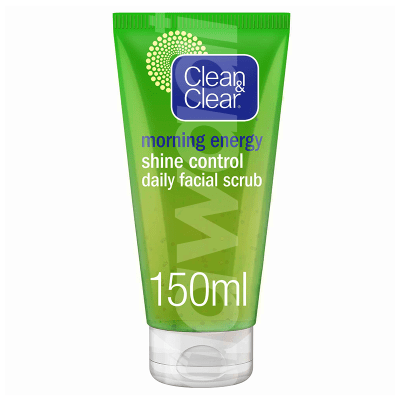 Clean &
Clear®
morning energy
shine control
daily facial scrub
150ml